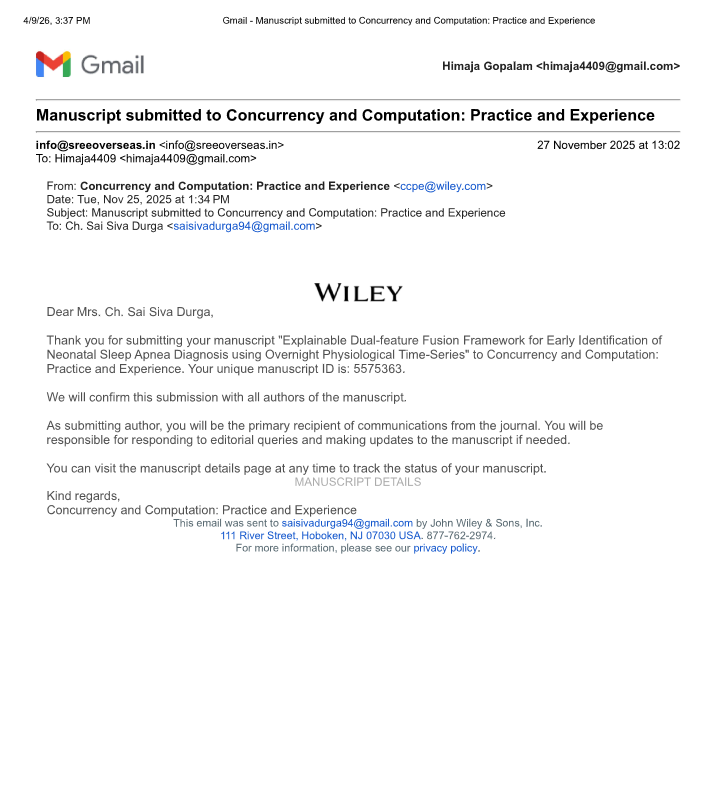 4/9/26, 3:37 PM Gmail - Manuscript submitted to Concurrency and Computation: Practice and Experience
Gmail
Himaja Gopalam <himaja4409@gmail.com>
Manuscript submitted to Concurrency and Computation: Practice and Experience
info@sreeoverseas.in <info@sreeoverseas.in> 27 November 2025 at 13:02
To: Himaja4409 <himaja4409@gmail.com>
From: Concurrency and Computation: Practice and Experience <ccpe@wiley.com>
Date: Tue, Nov 25, 2025 at 1:34 PM
Subject: Manuscript submitted to Concurrency and Computation: Practice and Experience
To: Ch. Sai Siva Durga <saisivadurga94@gmail.com>
WILEY
Dear Mrs. Ch. Sai Siva Durga,
Thank you for submitting your manuscript "Explainable Dual-feature Fusion Framework for Early Identification of
Neonatal Sleep Apnea Diagnosis using Overnight Physiological Time-Series" to Concurrency and Computation:
Practice and Experience. Your unique manuscript ID is: 5575363.
We will confirm this submission with all authors of the manuscript.
As submitting author, you will be the primary recipient of communications from the journal. You will be
responsible for responding to editorial queries and making updates to the manuscript if needed.
You can visit the manuscript details page at any time to track the status of your manuscript.
MANUSCRIPT DETAILS
Kind regards,
Concurrency and Computation: Practice and Experience
This email was sent to saisivadurga94@gmail.com by John Wiley & Sons, Inc.
111 River Street, Hoboken, NJ 07030 USA. 877-762-2974.
For more information, please see our privacy policy.